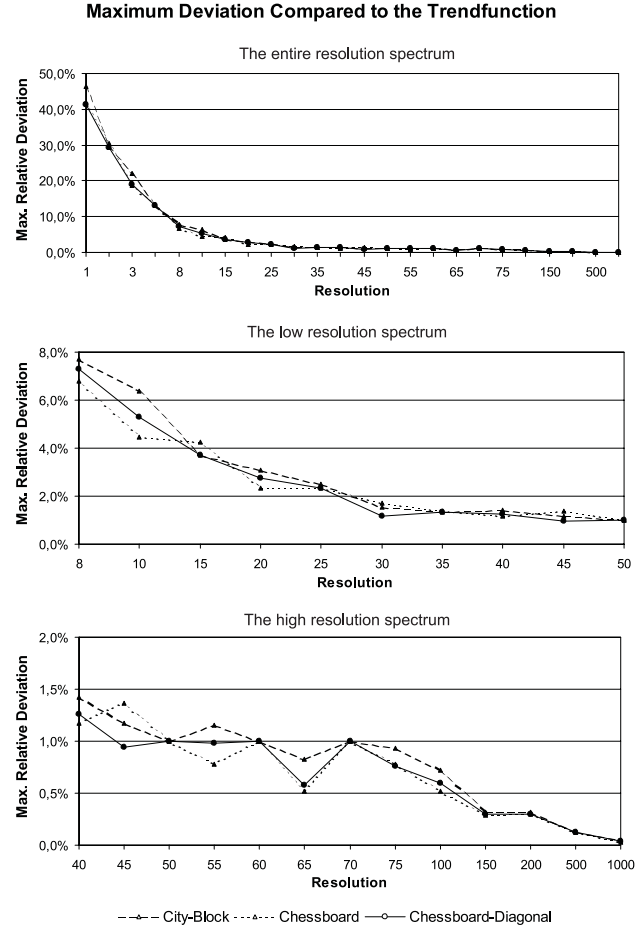 Maximum Deviation Compared to the Trendfunction
The entire resolution spectrum
Max. Relative Deviation
50,0%
40,0%
30,0%
20,0%
10,0%
0,0%
1 3 8 15 25 35 45 55 65 75 150 500
Resolution
The low resolution spectrum
Max. Relative Deviation
8,0%
6,0%
4,0%
2,0%
0,0%
8 10 15 20 25 30 35 40 45 50
Resolution
The high resolution spectrum
Max. Relative Deviation
2,0%
1,5%
1,0%
0,5%
0,0%
40 45 50 55 60 65 70 75 100 150 200 500 1000
Resolution
City-Block Chessboard Chessboard-Diagonal